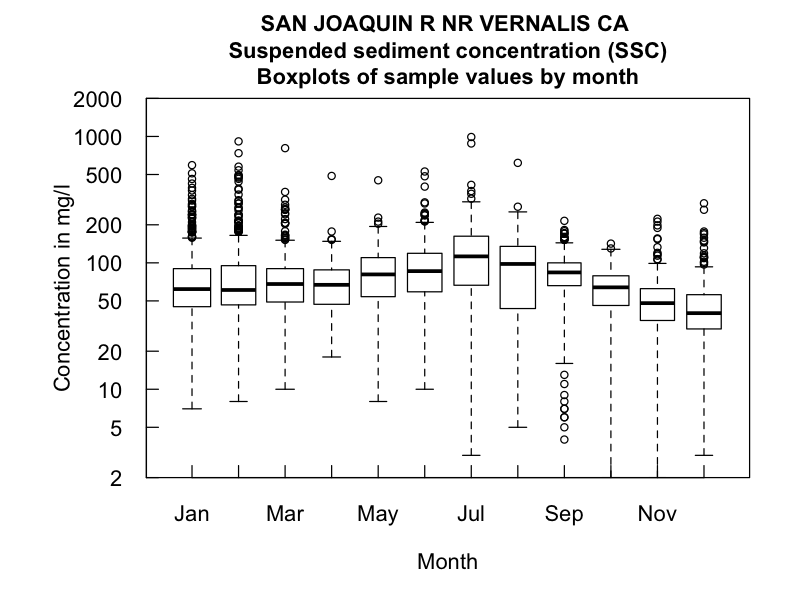 SAN JOAQUIN R NR VERNALIS CA
Suspended sediment concentration (SSC)
Boxplots of sample values by month
Concentration in mg/l
2000
1000
500
200
100
50
20
10
5
2
Jan Mar May Jul Sep Nov
Month